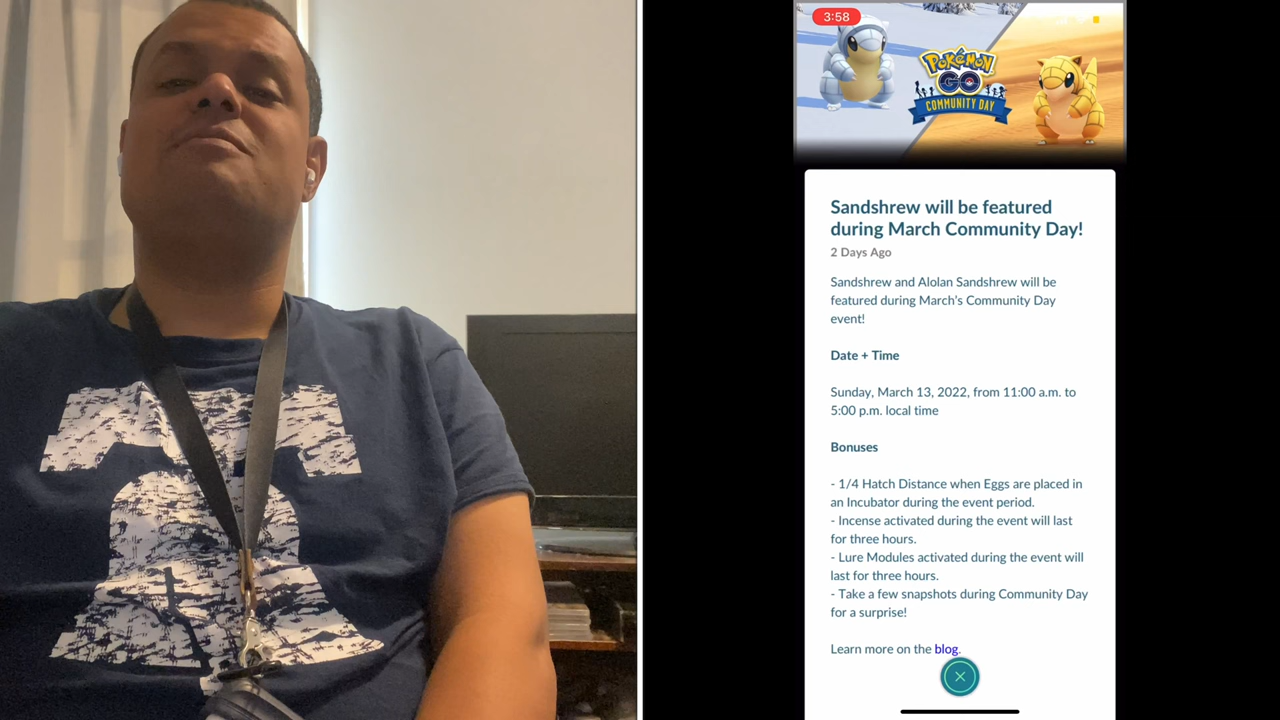 3:58
POKÉMON
GO
COMMUNITY DAY
Sandshrew will be featured
during March Community Day!
2 Days Ago
Sandshrew and Alolan Sandshrew will be
featured during March's Community Day
event!
Date + Time
Sunday, March 13, 2022, from 11:00 a.m. to
5:00 p.m. local time
Bonuses
- 1/4 Hatch Distance when Eggs are placed in
an Incubator during the event period.
- Incense activated during the event will last
for three hours.
- Lure Modules activated during the event will
last for three hours.
- Take a few snapshots during Community Day
for a surprise!
Learn more on the blog.